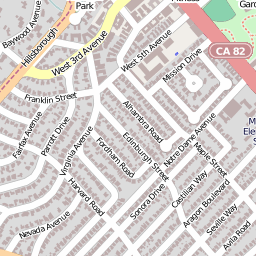 Park
Gar
Baywood Avenue
Hillsborough
West 3rd Avenue
West 5th Avenue
CA 82
Mission Drive
Franklin Street
Alhambra Road
Fairfax Avenue
Parrott Drive
Virginia Avenue
Edinburgh Street
Notre Dame Avenue
M
Ele
S
Maple Street
Fordham Road
Harvard Road
Sonora Drive
Castilian Way
Aragon Boulevard
Seville Way
Avila Road
Nevada Avenue